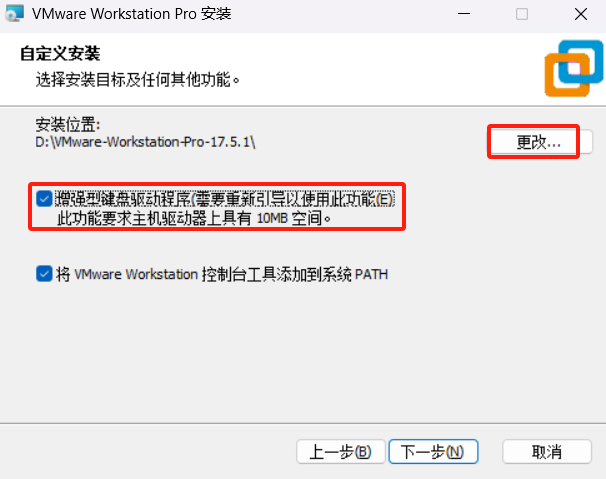 VMware Workstation Pro 安装
自定义安装
选择安装目标及任何其他功能。
安装位置:
D:\VMware-Workstation-Pro-17.5.1\
更改...
增强型键盘驱动程序(需要重新引导以使用此功能(E)
此功能要求主机驱动器上具有 10MB 空间。
将 VMware Workstation 控制台工具添加到系统 PATH
上一步(B) 下一步(N) 取消